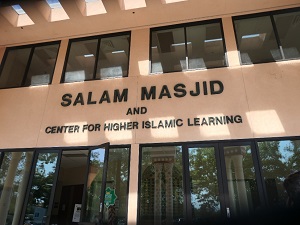 SALAM MASJID
AND
CENTER FOR HIGHER ISLAMIC LEARNING